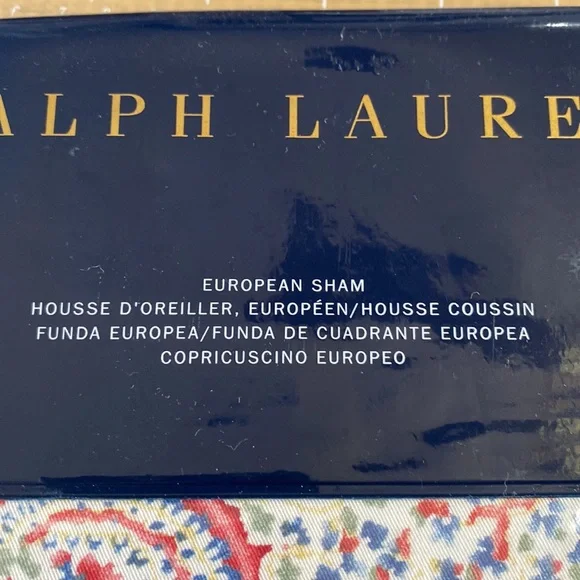 ALPH LAURE
EUROPEAN SHAM
HOUSSE D'OREILLER, EUROPÉEN/HOUSSE COUSSIN
FUNDA EUROPEA/FUNDA DE CUADRANTE EUROPEA
COPRICUSCINO EUROPEO